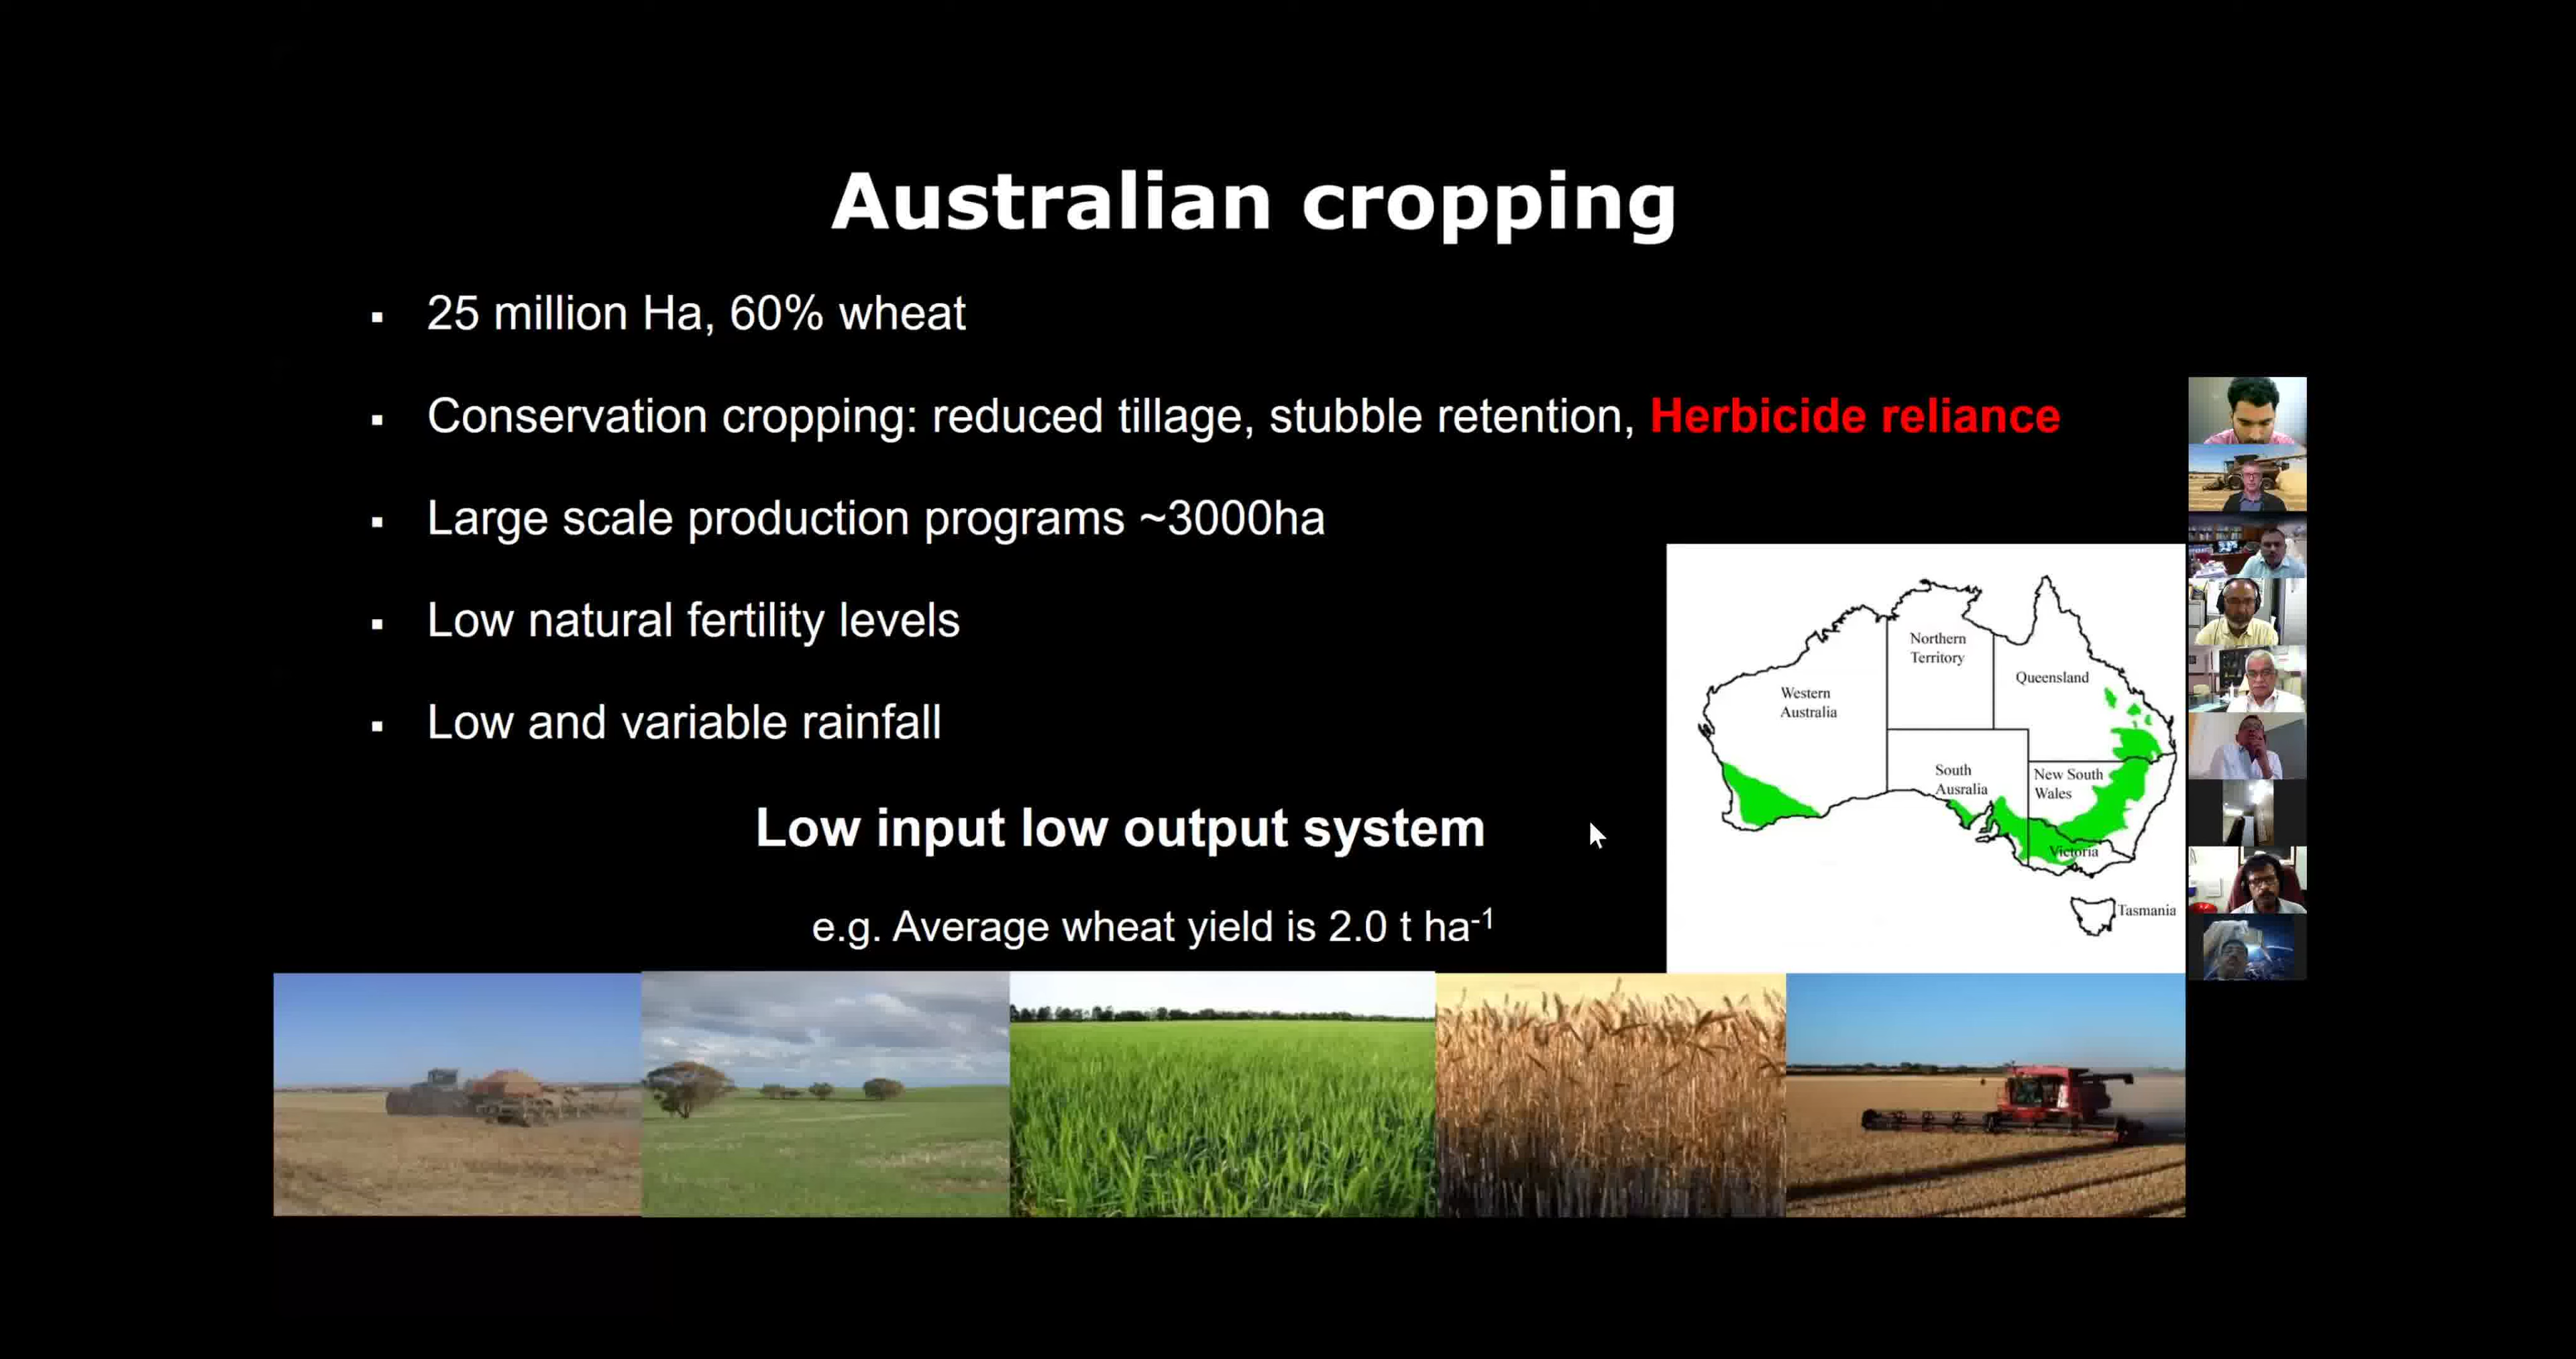 Australian cropping
25 million Ha, 60% wheat
Conservation cropping: reduced tillage, stubble retention, Herbicide reliance
Large scale production programs ~3000ha
Low natural fertility levels
Low and variable rainfall
Low input low output system
e.g. Average wheat yield is 2.0 t ha-1
Northern
Territory
Queensland
Western
Australia
South
Ausralia
New South
Wales
Victoria
Tasmania